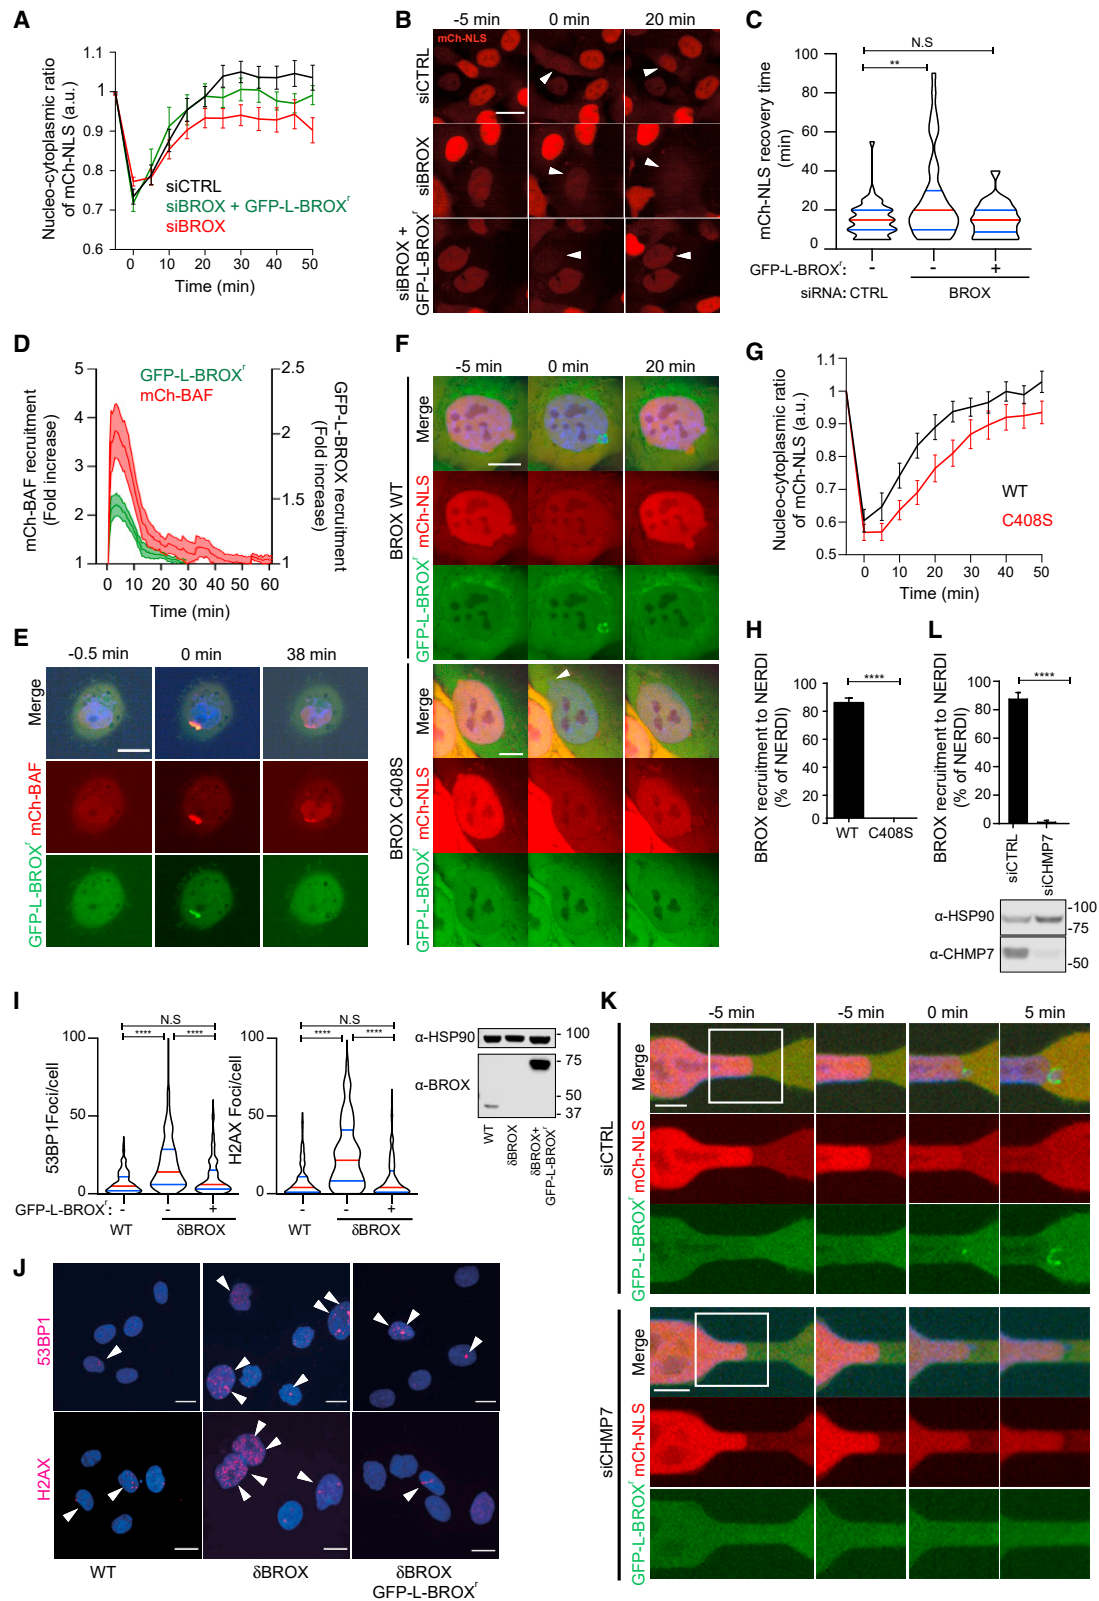 A
Nucleo-cytoplasmic ratio
of mCh-NLS (a.u.)
1.1
1
0.9
0.8
0.7
0.6
siCTRL
siBROX + GFP-L-BROXʳ
siBROX
0 10 20 30 40 50
Time (min)
B
-5 min 0 min 20 min
mCh-NLS
siCTRL
siBROX
siBROX +
GFP-L-BROXʳ
C
N.S
**
mCh-NLS recovery time
(min)
100
80
60
40
20
0
GFP-L-BROXʳ: - - +
siRNA: CTRL BROX
D
mCh-BAF recruitment
(Fold increase)
5
4
3
2
1
GFP-L-BROXʳ
mCh-BAF
2.5
2
1.5
1
GFP-L-BROX recruitment
(Fold increase)
0 10 20 30 40 50 60
Time (min)
E
-0.5 min 0 min 38 min
Merge
mCh-BAF
GFP-L-BROXʳ
F
-5 min 0 min 20 min
BROX WT
Merge
mCh-NLS
GFP-L-BROXʳ
BROX C408S
Merge
mCh-NLS
GFP-L-BROXʳ
G
Nucleo-cytoplasmic ratio
of mCh-NLS (a.u.)
1.1
1
0.9
0.8
0.7
0.6
0.5
WT
C408S
0 10 20 30 40 50
Time (min)
H
BROX recruitment to NERDI
(% of NERDI)
****
100
80
60
40
20
0
WT C408S
L
BROX recruitment to NERDI
(% of NERDI)
****
100
80
60
40
20
0
siCTRL
siCHMP7
α-HSP90
-100
-75
α-CHMP7
-50
I
N.S
**** ****
53BP1Foci/cell
100
50
0
N.S
**** ****
H2AX Foci/cell
100
50
0
GFP-L-BROXʳ: - - + - - +
WT δBROX WT δBROX
α-HSP90
- 100
α-BROX
- 75
- 50
- 37
WT
δBROX
δBROX+
GFP-L-BROXʳ
J
53BP1
H2AX
WT δBROX δBROX
GFP-L-BROXʳ
K
-5 min -5 min 0 min 5 min
siCTRL
Merge
mCh-NLS
GFP-L-BROXʳ
siCHMP7
Merge
mCh-NLS
GFP-L-BROXʳ